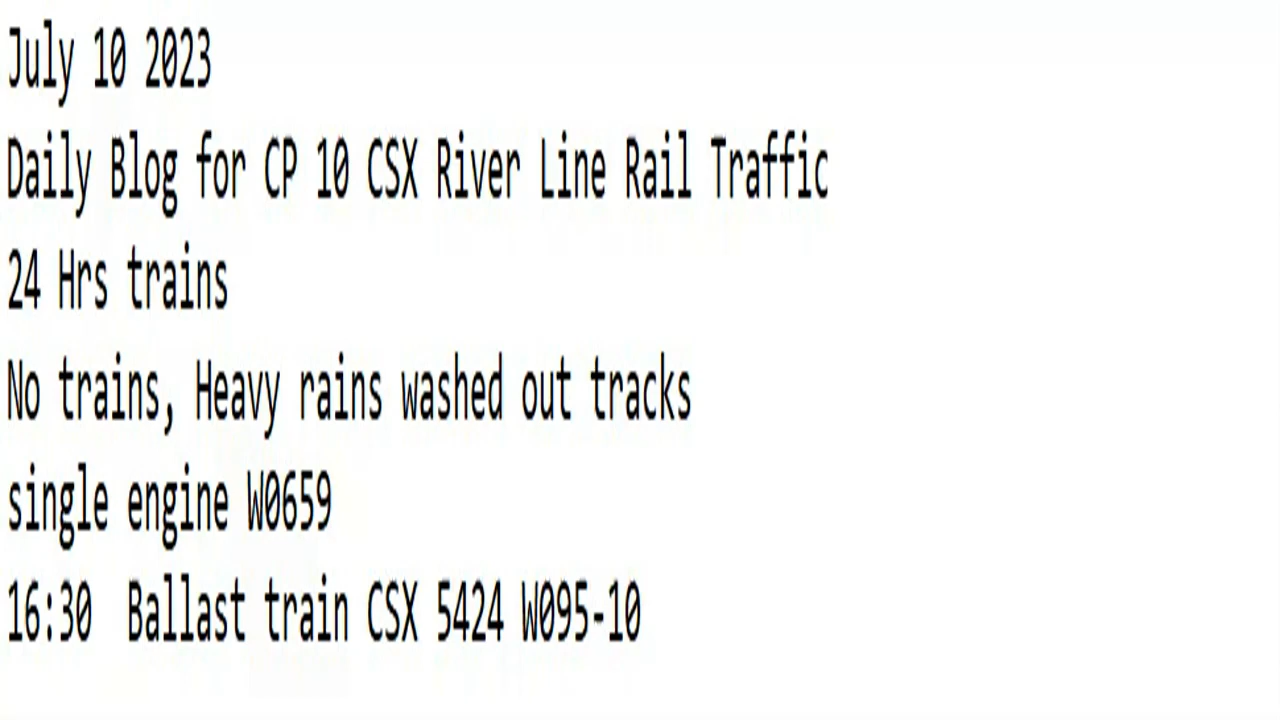 July 10 2023
Daily Blog for CP 10 CSX River Line Rail Traffic
24 Hrs trains
No trains, Heavy rains washed out tracks
single engine W0659
16:30  Ballast train CSX 5424 W095-10